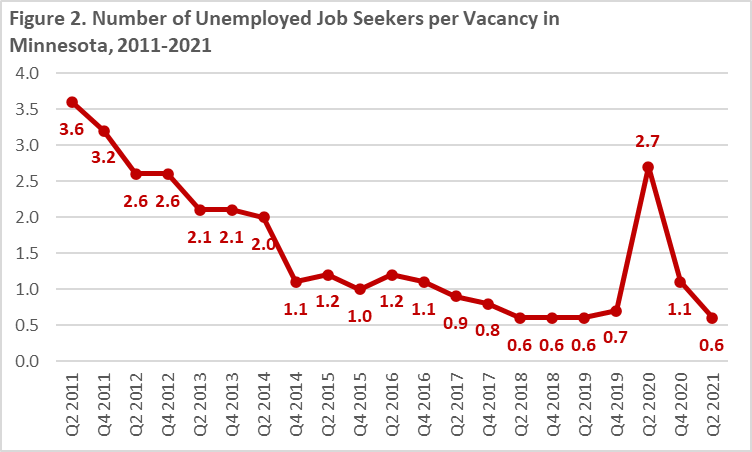 Figure 2. Number of Unemployed Job Seekers per Vacancy in
Minnesota, 2011-2021
4.0
3.5
3.0
2.5
2.0
1.5
1.0
0.5
0.0
3.6
3.2
2.6
2.6
2.1
2.1
2.0
1.1
1.2
1.0
1.2
1.1
0.9
0.8
0.6
0.6
0.6
0.7
2.7
1.1
0.6
Q2 2011
Q4 2011
Q2 2012
Q4 2012
Q2 2013
Q4 2013
Q2 2014
Q4 2014
Q2 2015
Q4 2015
Q2 2016
Q4 2016
Q2 2017
Q4 2017
Q2 2018
Q4 2018
Q2 2019
Q4 2019
Q2 2020
Q4 2020
Q2 2021